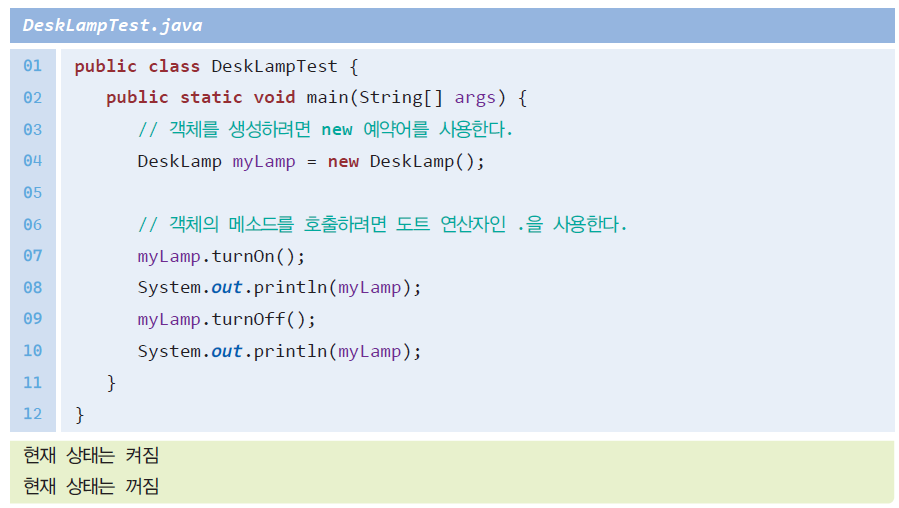 DeskLampTest.java
01 public class DeskLampTest {
02 public static void main(String[] args) {
03 // 객체를 생성하려면 new 예약어를 사용한다.
04 DeskLamp myLamp = new DeskLamp();
05
06 // 객체의 메소드를 호출하려면 도트 연산자인 .을 사용한다.
07 myLamp.turnOn();
08 System.out.println(myLamp);
09 myLamp.turnOff();
10 System.out.println(myLamp);
11 }
12 }
현재 상태는 켜짐
현재 상태는 꺼짐